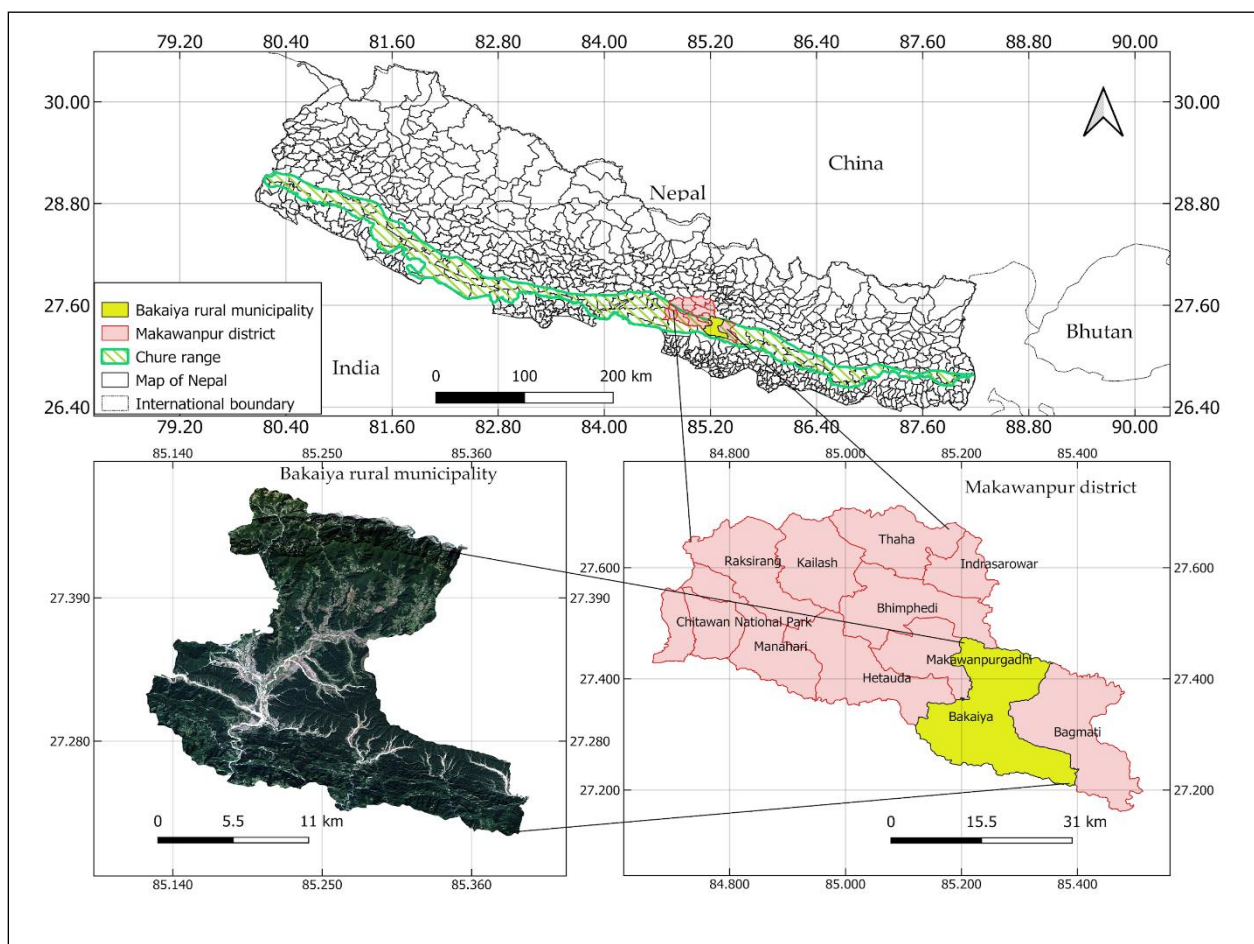 79.20 80.40 81.60 82.80 84.00 85.20 86.40 87.60 88.80 90.00
30.00 30.00
China
Nepal
28.80 28.80
27.60 27.60
Bakaiya rural municipality
Makawanpur district
Chure range
Map of Nepal
International boundary
Bhutan
India
0 100 200 km
26.40 26.40
79.20 80.40 81.60 82.80 84.00 85.20 86.40 87.60 88.80 90.00
85.140 85.250 85.360
Bakaiya rural municipality
27.390 27.390
27.280 27.280
0 5.5 11 km
85.140 85.250 85.360
84.800 85.000 85.200 85.400
Makawanpur district
Thaha
Raksirang Kailash Indrasarowar
27.600 27.600
Bhimphedi
Chitawan National Park
Manahari Makawanpurgadhi
Hetauda
27.400 27.400
Bakaiya
Bagmati
27.200 27.200
0 15.5 31 km
84.800 85.000 85.200 85.400